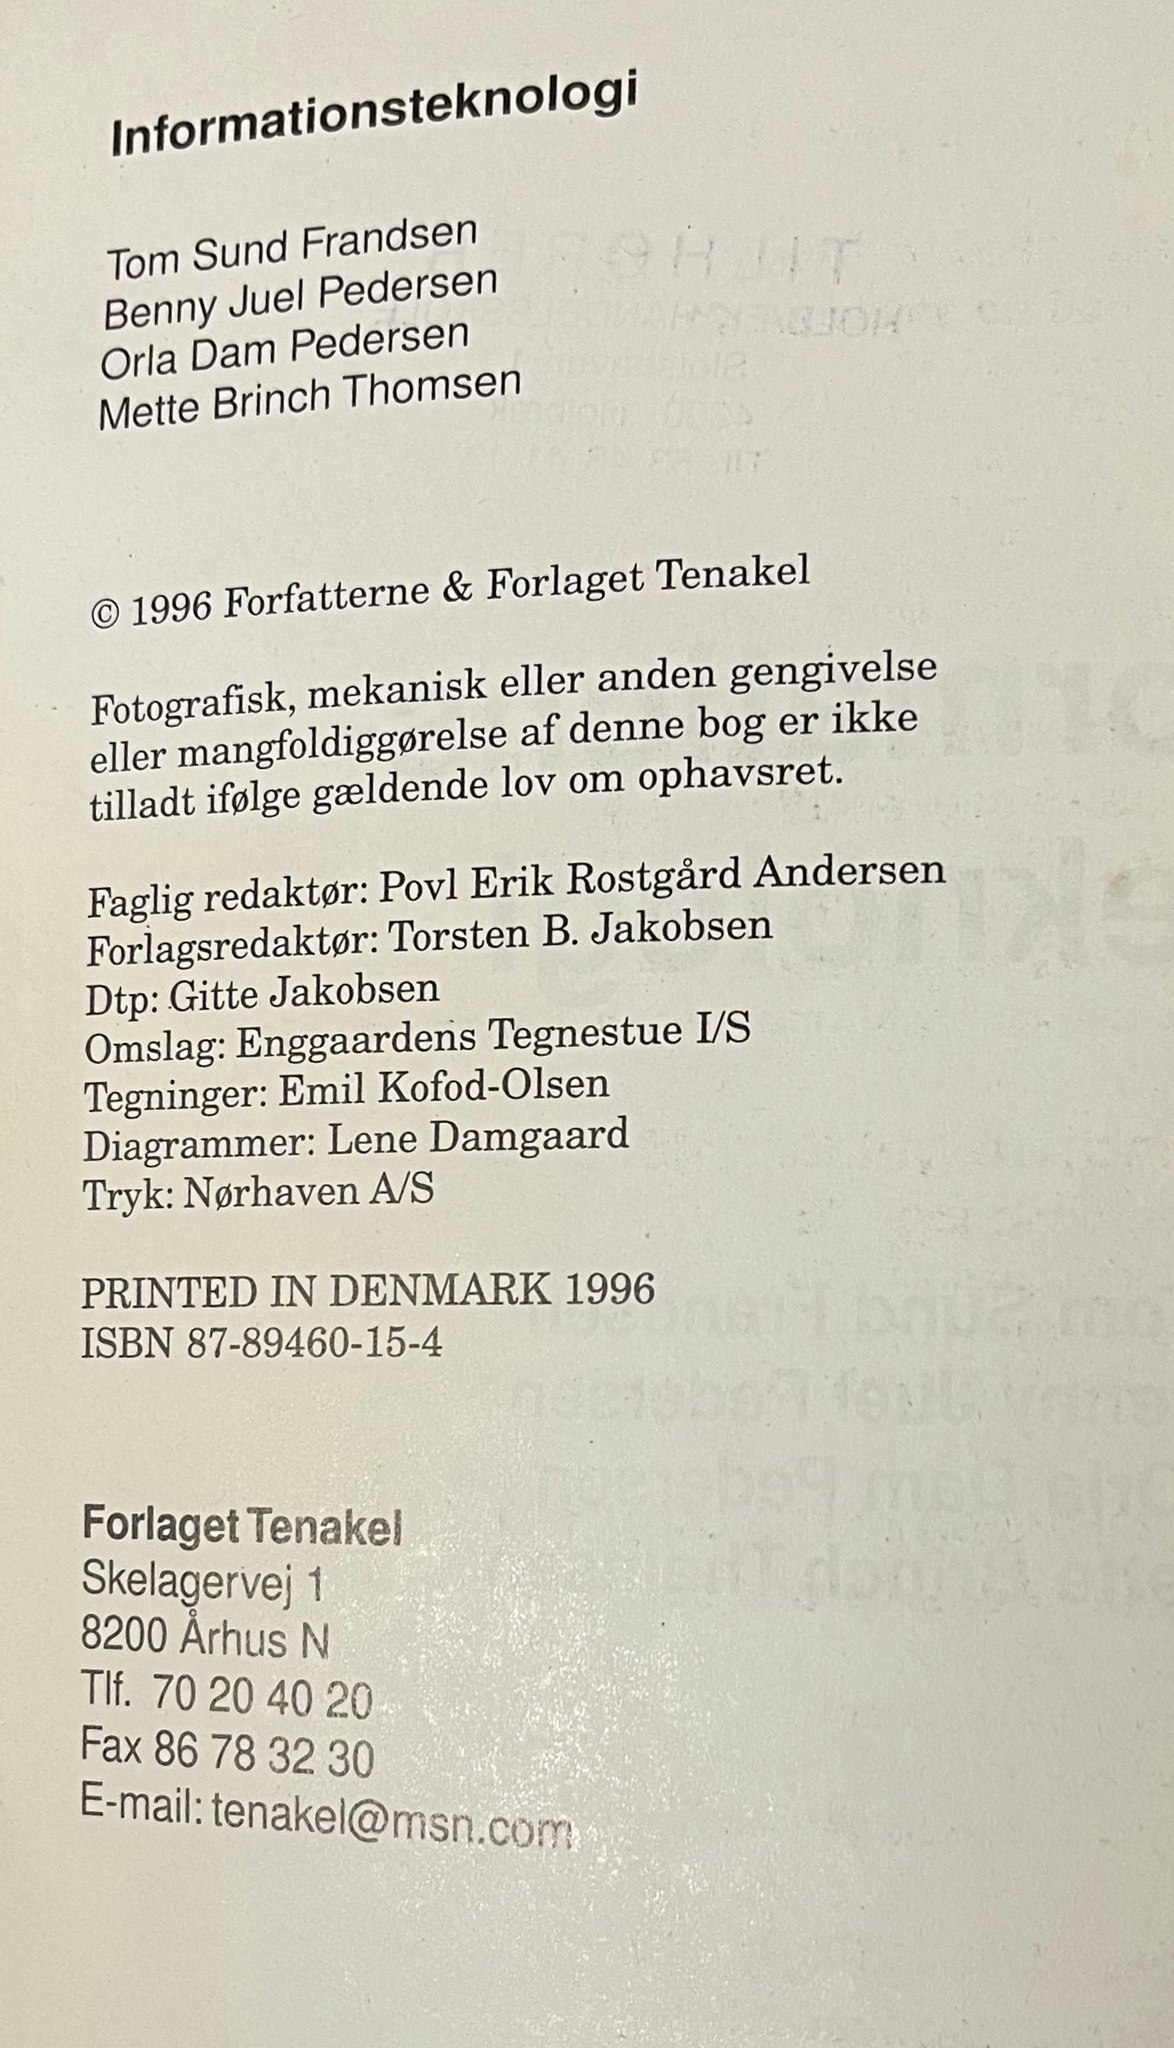 Informationsteknologi
Tom Sund Frandsen
Benny Juel Pedersen
Orla Dam Pedersen
Mette Brinch Thomsen
© 1996 Forfatterne & Forlaget Tenakel
Fotografisk, mekanisk eller anden gengivelse
eller mangfoldiggørelse af denne bog er ikke
tilladt ifølge gældende lov om ophavsret.
Faglig redaktør: Povl Erik Rostgård Andersen
Forlagsredaktør: Torsten B. Jakobsen
Dtp: Gitte Jakobsen
Omslag: Enggaardens Tegnestue I/S
Tegninger: Emil Kofod-Olsen
Diagrammer: Lene Damgaard
Tryk: Nørhaven A/S
PRINTED IN DENMARK 1996
ISBN 87-89460-15-4
Forlaget Tenakel
Skelagervej 1
8200 Århus N
Tlf. 70 20 40 20
Fax 86 78 32 30
E-mail: tenakel@msn.com